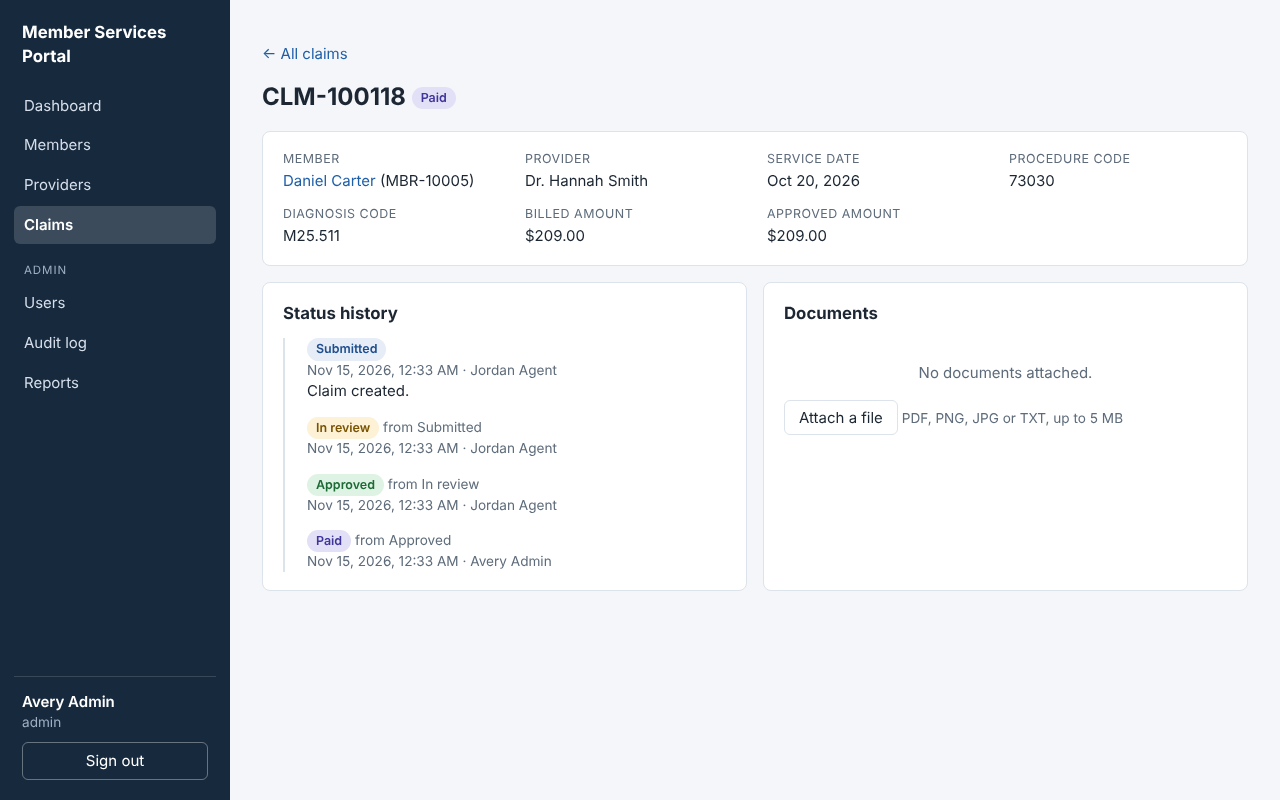 Member Services
Portal
Dashboard
Members
Providers
Claims
ADMIN
Users
Audit log
Reports
Avery Admin
admin
Sign out
← All claims
CLM-100118 Paid
MEMBER
Daniel Carter (MBR-10005)
PROVIDER
Dr. Hannah Smith
SERVICE DATE
Oct 20, 2026
PROCEDURE CODE
73030
DIAGNOSIS CODE
M25.511
BILLED AMOUNT
$209.00
APPROVED AMOUNT
$209.00
Status history
Submitted
Nov 15, 2026, 12:33 AM · Jordan Agent
Claim created.
In review from Submitted
Nov 15, 2026, 12:33 AM · Jordan Agent
Approved from In review
Nov 15, 2026, 12:33 AM · Jordan Agent
Paid from Approved
Nov 15, 2026, 12:33 AM · Avery Admin
Documents
No documents attached.
Attach a file PDF, PNG, JPG or TXT, up to 5 MB